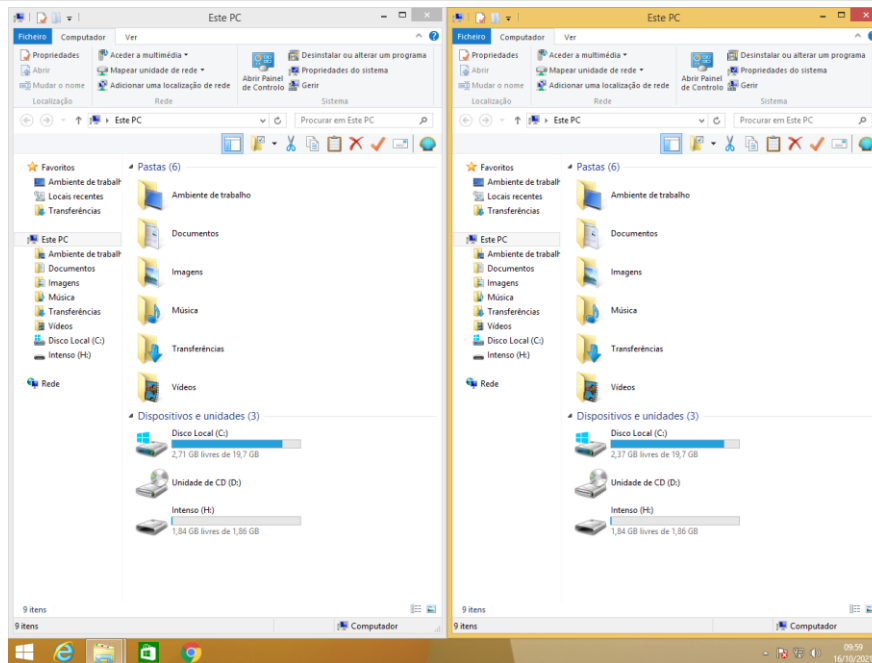 Este PC
Ficheiro Computador Ver
Propriedades
Abrir
Mudar o nome
Localização
Aceder a multimédia
Mapear unidade de rede
Adicionar uma localização de rede
Rede
Abrir Painel
de Controlo
Desinstalar ou alterar um programa
Propriedades do sistema
Gerir
Sistema
Este PC
Procurar em Este PC
Favoritos
Ambiente de trabalh
Locais recentes
Transferências
Este PC
Ambiente de trabalh
Documentos
Imagens
Música
Transferências
Vídeos
Disco Local (C:)
Intenso (H:)
Rede
Pastas (6)
Ambiente de trabalho
Documentos
Imagens
Música
Transferências
Vídeos
Dispositivos e unidades (3)
Disco Local (C:)
2,71 GB livres de 19,7 GB
Unidade de CD (D:)
Intenso (H:)
1,84 GB livres de 1,86 GB
9 itens
9 itens
Computador
Este PC
Ficheiro Computador Ver
Propriedades
Abrir
Mudar o nome
Localização
Aceder a multimédia
Mapear unidade de rede
Adicionar uma localização de rede
Rede
Abrir Painel
de Controlo
Desinstalar ou alterar um programa
Propriedades do sistema
Gerir
Sistema
Este PC
Procurar em Este PC
Favoritos
Ambiente de trabalh
Locais recentes
Transferências
Este PC
Ambiente de trabalh
Documentos
Imagens
Música
Transferências
Vídeos
Disco Local (C:)
Intenso (H:)
Rede
Pastas (6)
Ambiente de trabalho
Documentos
Imagens
Música
Transferências
Vídeos
Dispositivos e unidades (3)
Disco Local (C:)
2,37 GB livres de 19,7 GB
Unidade de CD (D:)
Intenso (H:)
1,84 GB livres de 1,86 GB
9 itens
9 itens
Computador
09:59